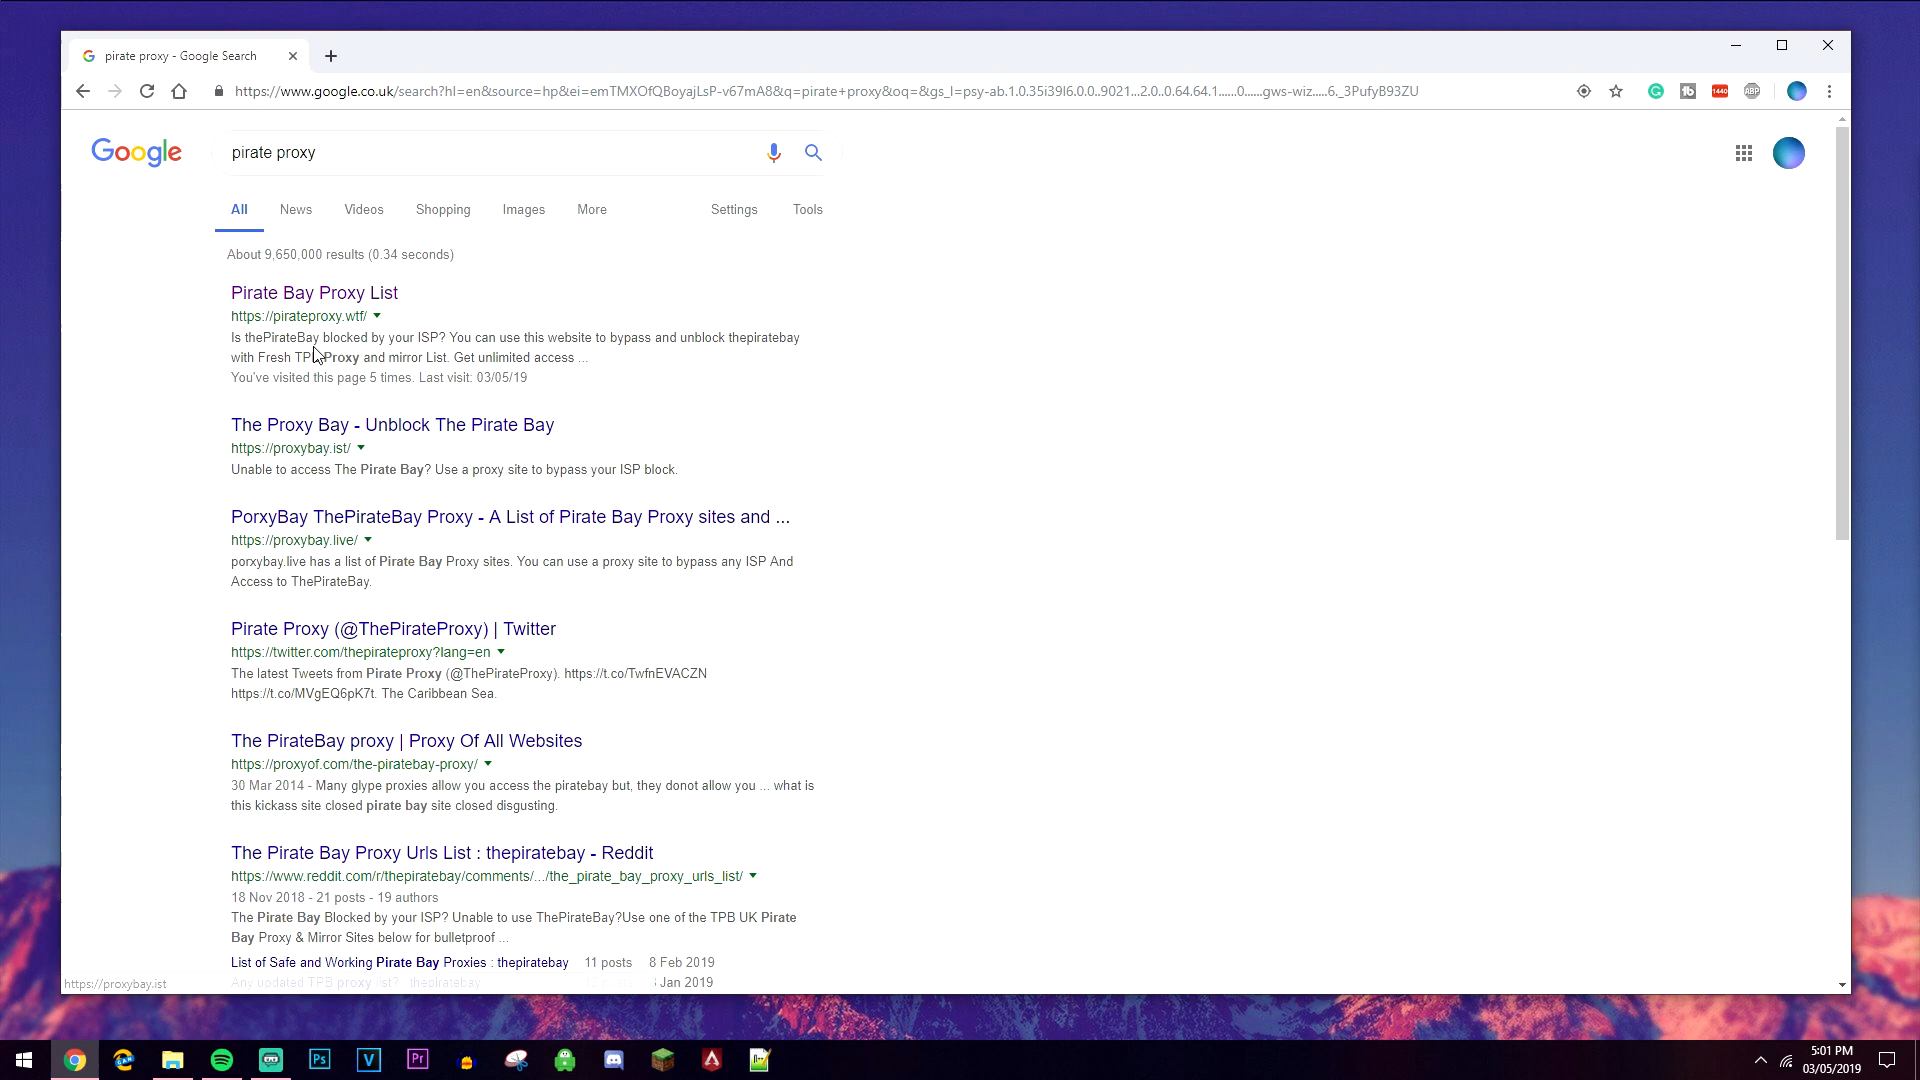 pirate proxy - Google Search
https://www.google.co.uk/search?hl=en&source=hp&ei=emTMXOfQBoyajLsP-v67mA8&q=pirate+proxy&oq=&gs_l=psy-ab.1.0.35i39l6.0.0..9021...2.0..0.64.64.1......0......gws-wiz.....6._3PufyB93ZU
1440
ABP
Google
pirate proxy
All News Videos Shopping Images More Settings Tools
About 9,650,000 results (0.34 seconds)
Pirate Bay Proxy List
https://pirateproxy.wtf/
Is thePirateBay blocked by your ISP? You can use this website to bypass and unblock thepiratebay
with Fresh TPB Proxy and mirror List. Get unlimited access ...
You've visited this page 5 times. Last visit: 03/05/19
The Proxy Bay - Unblock The Pirate Bay
https://proxybay.ist/
Unable to access The Pirate Bay? Use a proxy site to bypass your ISP block.
PorxyBay ThePirateBay Proxy - A List of Pirate Bay Proxy sites and ...
https://proxybay.live/
porxybay.live has a list of Pirate Bay Proxy sites. You can use a proxy site to bypass any ISP And
Access to ThePirateBay.
Pirate Proxy (@ThePirateProxy) | Twitter
https://twitter.com/thepirateproxy?lang=en
The latest Tweets from Pirate Proxy (@ThePirateProxy). https://t.co/TwfnEVACZN
https://t.co/MVgEQ6pK7t. The Caribbean Sea.
The PirateBay proxy | Proxy Of All Websites
https://proxyof.com/the-piratebay-proxy/
30 Mar 2014 - Many glype proxies allow you access the piratebay but, they donot allow you ... what is
this kickass site closed pirate bay site closed disgusting.
The Pirate Bay Proxy Urls List : thepiratebay - Reddit
https://www.reddit.com/r/thepiratebay/comments/.../the_pirate_bay_proxy_urls_list/
18 Nov 2018 - 21 posts - 19 authors
The Pirate Bay Blocked by your ISP? Unable to use ThePirateBay?Use one of the TPB UK Pirate
Bay Proxy & Mirror Sites below for bulletproof ...
List of Safe and Working Pirate Bay Proxies : thepiratebay 11 posts 8 Feb 2019
Any updated TPB proxy list? : thepiratebay Jan 2019
https://proxybay.ist
Ps V Pr
5:01 PM
03/05/2019